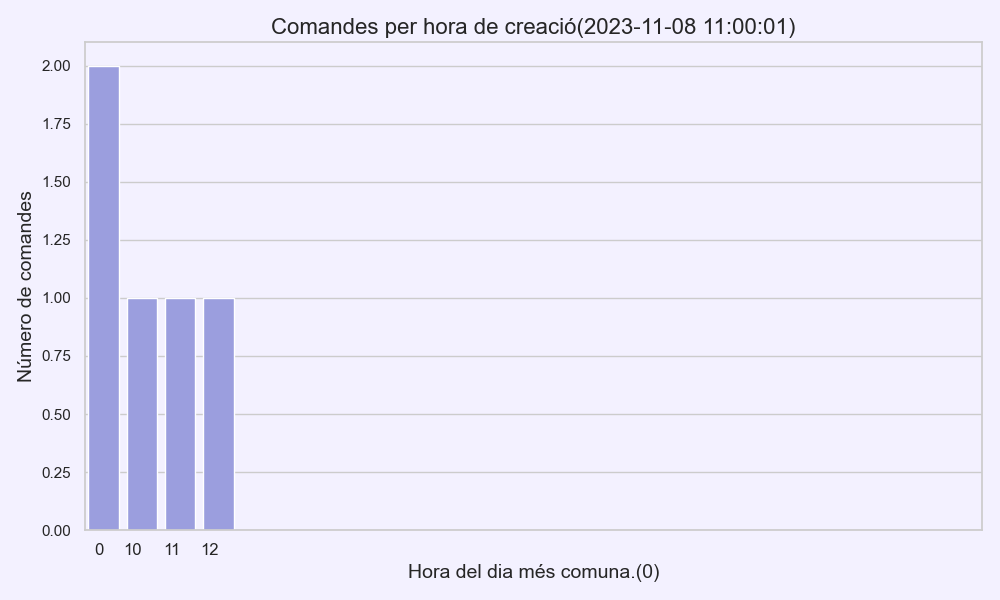 Comandes per hora de creació(2023-11-08 11:00:01)
Número de comandes
2.00
1.75
1.50
1.25
1.00
0.75
0.50
0.25
0.00
0 10 11 12
Hora del dia més comuna.(0)